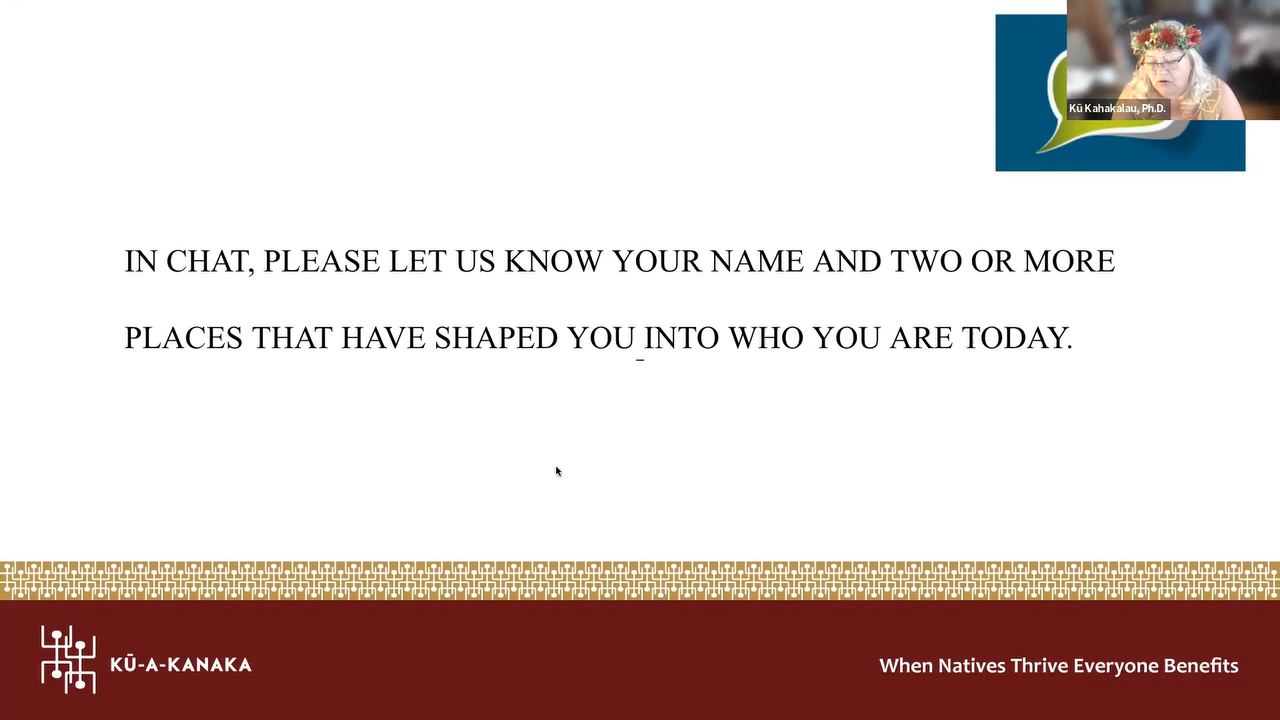 Kū Kahakalau, Ph.D.
IN CHAT, PLEASE LET US KNOW YOUR NAME AND TWO OR MORE
PLACES THAT HAVE SHAPED YOU INTO WHO YOU ARE TODAY.
KŪ-A-KANAKA
When Natives Thrive Everyone Benefits